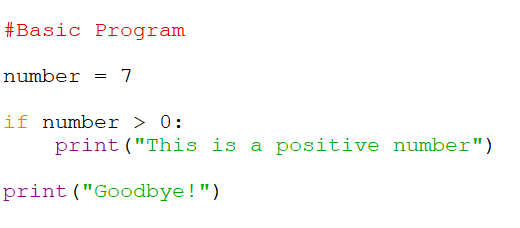 #Basic Program
number = 7
if number > 0:
    print("This is a positive number")
print("Goodbye!")